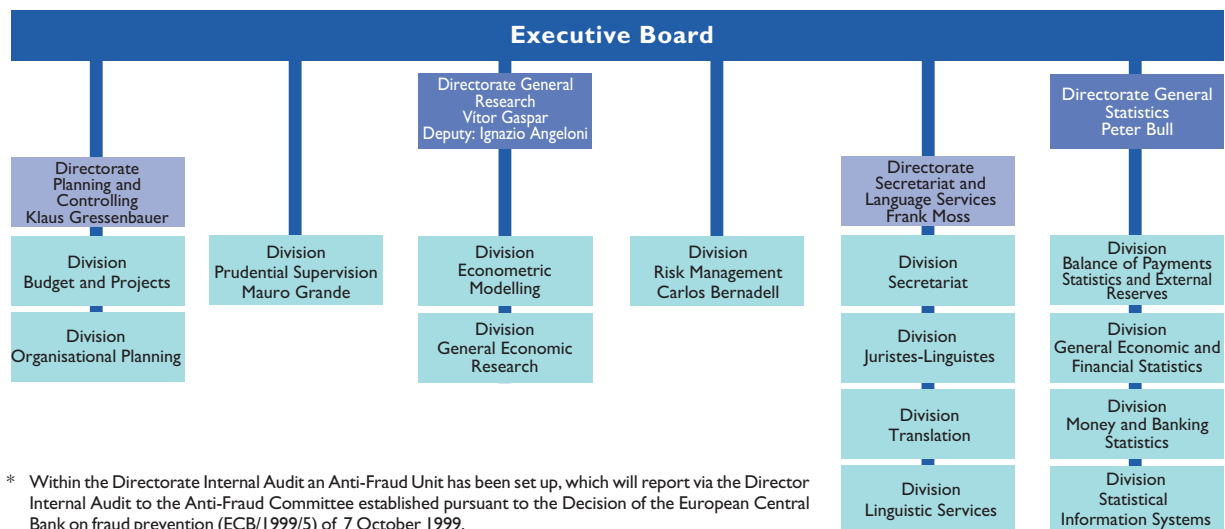 Executive Board
Directorate
Planning and
Controlling
Klaus Gressenbauer
Division
Budget and Projects
Division
Organisational Planning
Division
Prudential Supervision
Mauro Grande
Directorate General
Research
Vítor Gaspar
Deputy: Ignazio Angeloni
Division
Econometric
Modelling
Division
General Economic
Research
Division
Risk Management
Carlos Bernadell
Directorate
Secretariat and
Language Services
Frank Moss
Division
Secretariat
Division
Juristes-Linguistes
Division
Translation
Division
Linguistic Services
Directorate General
Statistics
Peter Bull
Division
Balance of Payments
Statistics and External
Reserves
Division
General Economic and
Financial Statistics
Division
Money and Banking
Statistics
Division
Statistical
Information Systems
* Within the Directorate Internal Audit an Anti-Fraud Unit has been set up, which will report via the Director
Internal Audit to the Anti-Fraud Committee established pursuant to the Decision of the European Central
Bank on fraud prevention (ECB/1999/5) of 7 October 1999.